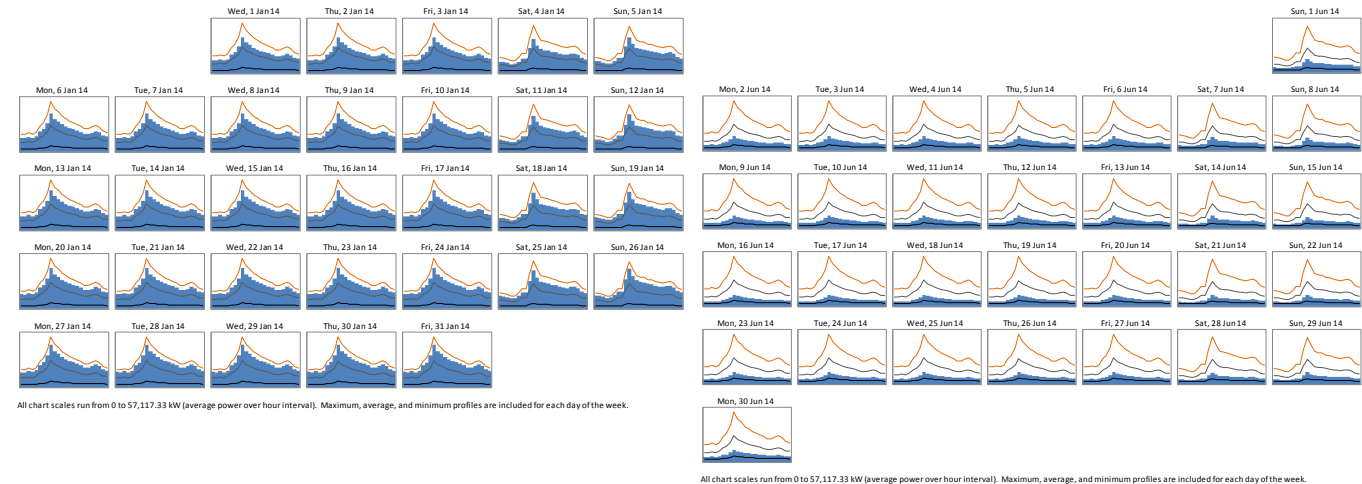 Wed, 1 Jan 14 Thu, 2 Jan 14 Fri, 3 Jan 14 Sat, 4 Jan 14 Sun, 5 Jan 14
Mon, 6 Jan 14 Tue, 7 Jan 14 Wed, 8 Jan 14 Thu, 9 Jan 14 Fri, 10 Jan 14 Sat, 11 Jan 14 Sun, 12 Jan 14
Mon, 13 Jan 14 Tue, 14 Jan 14 Wed, 15 Jan 14 Thu, 16 Jan 14 Fri, 17 Jan 14 Sat, 18 Jan 14 Sun, 19 Jan 14
Mon, 20 Jan 14 Tue, 21 Jan 14 Wed, 22 Jan 14 Thu, 23 Jan 14 Fri, 24 Jan 14 Sat, 25 Jan 14 Sun, 26 Jan 14
Mon, 27 Jan 14 Tue, 28 Jan 14 Wed, 29 Jan 14 Thu, 30 Jan 14 Fri, 31 Jan 14
All chart scales run from 0 to 57,117.33 kW (average power over hour interval). Maximum, average, and minimum profiles are included for each day of the week.
Sun, 1 Jun 14
Mon, 2 Jun 14 Tue, 3 Jun 14 Wed, 4 Jun 14 Thu, 5 Jun 14 Fri, 6 Jun 14 Sat, 7 Jun 14 Sun, 8 Jun 14
Mon, 9 Jun 14 Tue, 10 Jun 14 Wed, 11 Jun 14 Thu, 12 Jun 14 Fri, 13 Jun 14 Sat, 14 Jun 14 Sun, 15 Jun 14
Mon, 16 Jun 14 Tue, 17 Jun 14 Wed, 18 Jun 14 Thu, 19 Jun 14 Fri, 20 Jun 14 Sat, 21 Jun 14 Sun, 22 Jun 14
Mon, 23 Jun 14 Tue, 24 Jun 14 Wed, 25 Jun 14 Thu, 26 Jun 14 Fri, 27 Jun 14 Sat, 28 Jun 14 Sun, 29 Jun 14
Mon, 30 Jun 14
All chart scales run from 0 to 57,117.33 kW (average power over hour interval). Maximum, average, and minimum profiles are included for each day of the week.